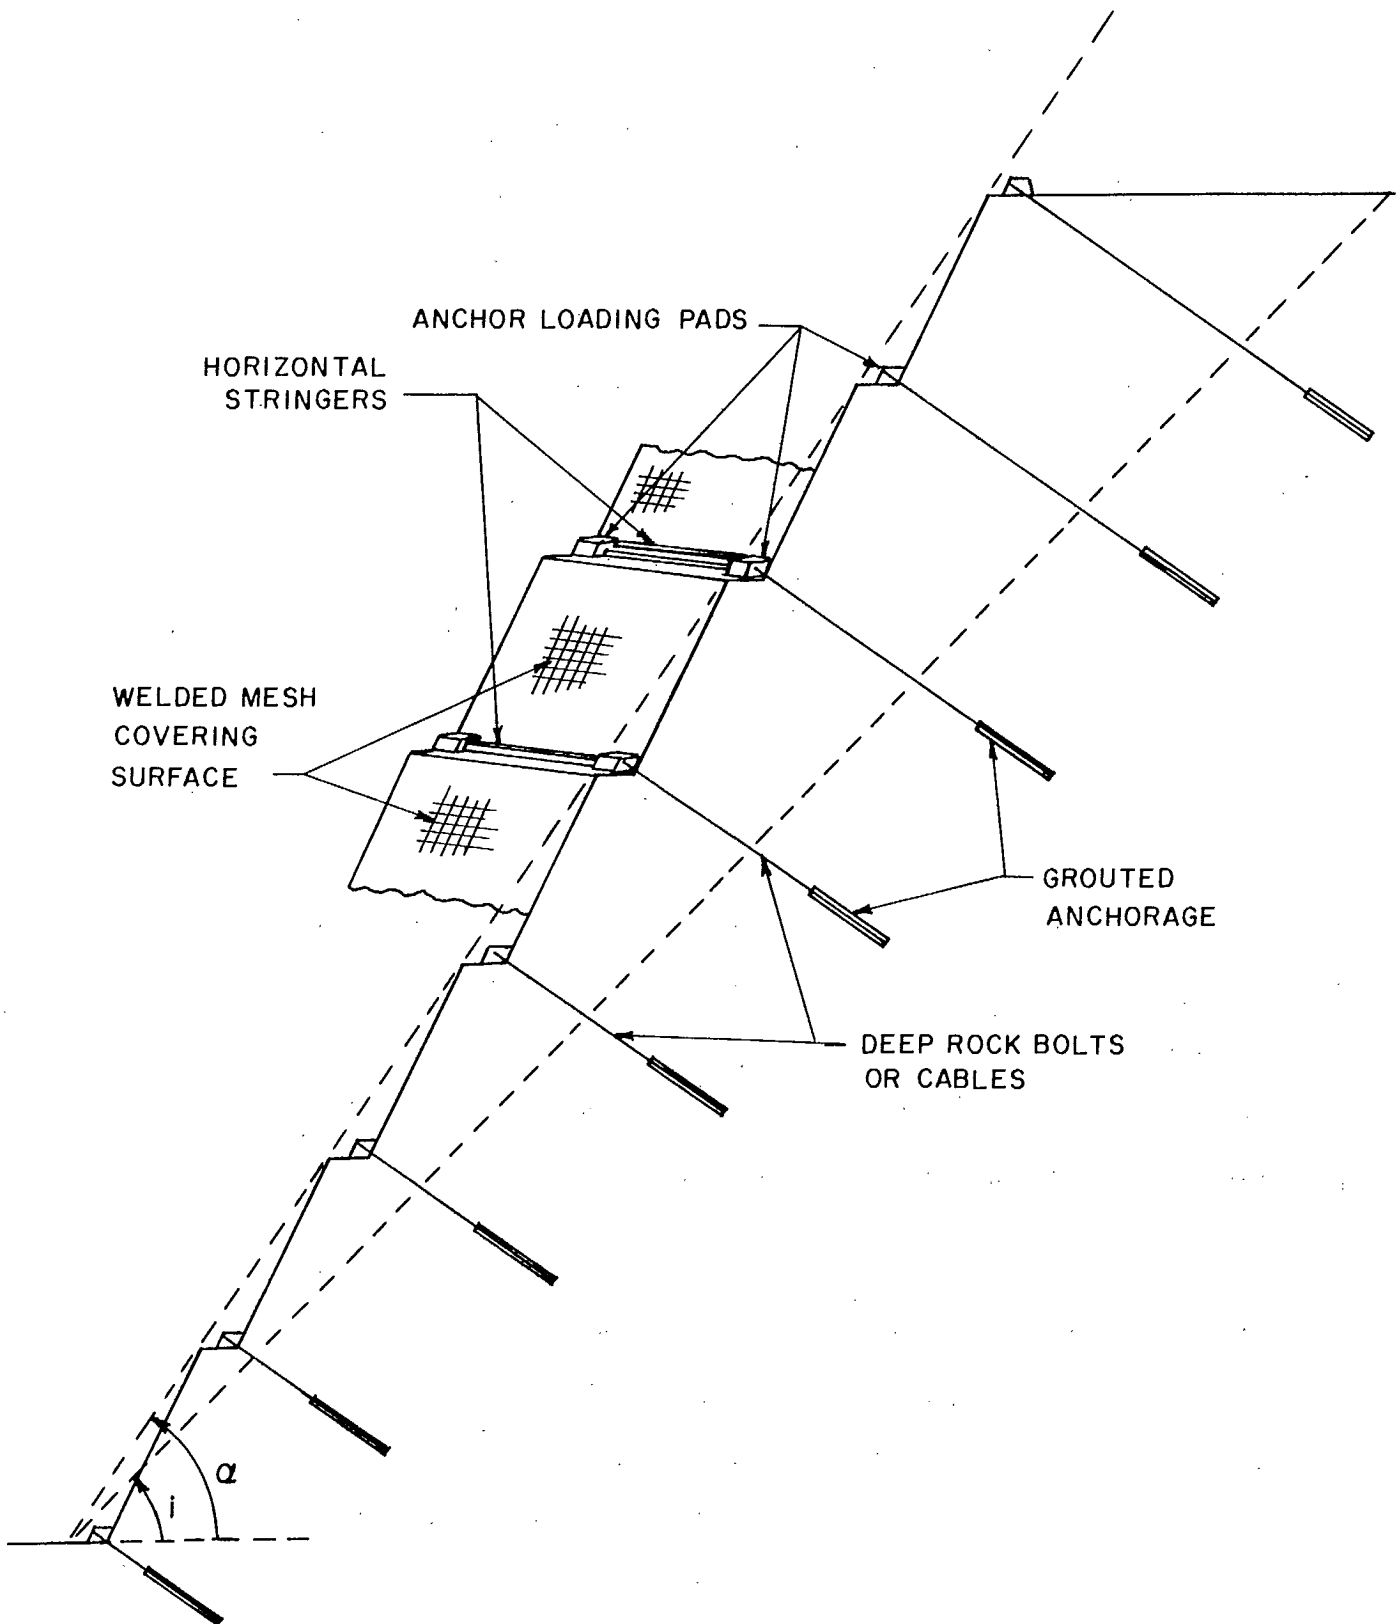 ANCHOR LOADING PADS
HORIZONTAL
STRINGERS
WELDED MESH
COVERING
SURFACE
GROUTED
ANCHORAGE
DEEP ROCK BOLTS
OR CABLES
α
i